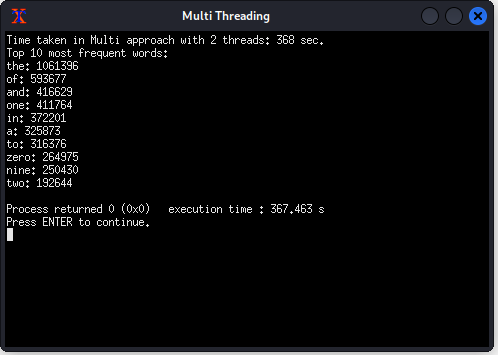 Multi Threading
Time taken in Multi approach with 2 threads: 368 sec.
Top 10 most frequent words:
the: 1061396
of: 593677
and: 416629
one: 411764
in: 372201
a: 325873
to: 316376
zero: 264975
nine: 250430
two: 192644
Process returned 0 (0x0)   execution time : 367.463 s
Press ENTER to continue.